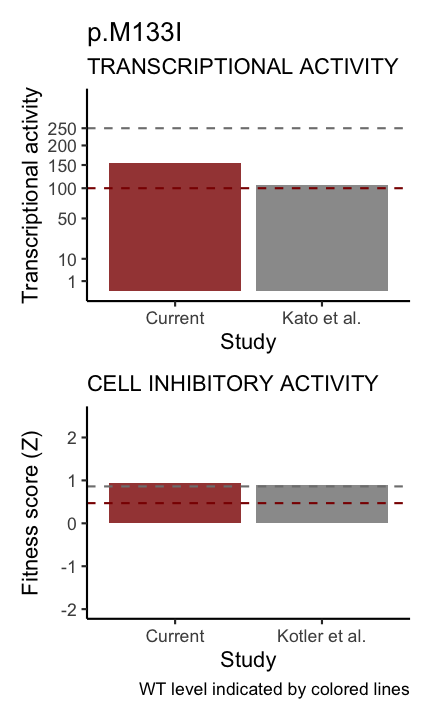 p.M133I
TRANSCRIPTIONAL ACTIVITY
Transcriptional activity
250
200
150
100
50
10
1
Current
Kato et al.
Study
CELL INHIBITORY ACTIVITY
Fitness score (Z)
2
1
0
-1
-2
Current
Kotler et al.
Study
WT level indicated by colored lines